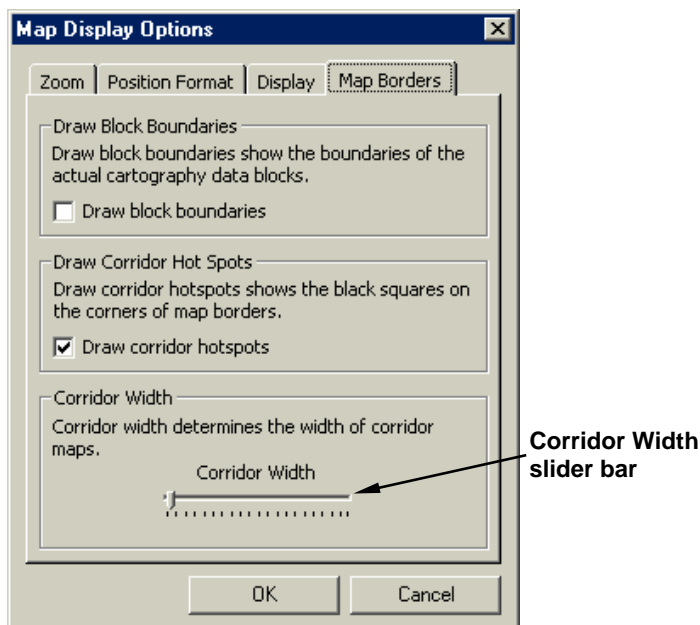 Map Display Options
Zoom
Position Format
Display
Map Borders
Draw Block Boundaries
Draw block boundaries show the boundaries of the
actual cartography data blocks.
Draw block boundaries
Draw Corridor Hot Spots
Draw corridor hotspots shows the black squares on
the corners of map borders.
Draw corridor hotspots
Corridor Width
Corridor width determines the width of corridor
maps.
Corridor Width
Corridor Width
slider bar
OK
Cancel